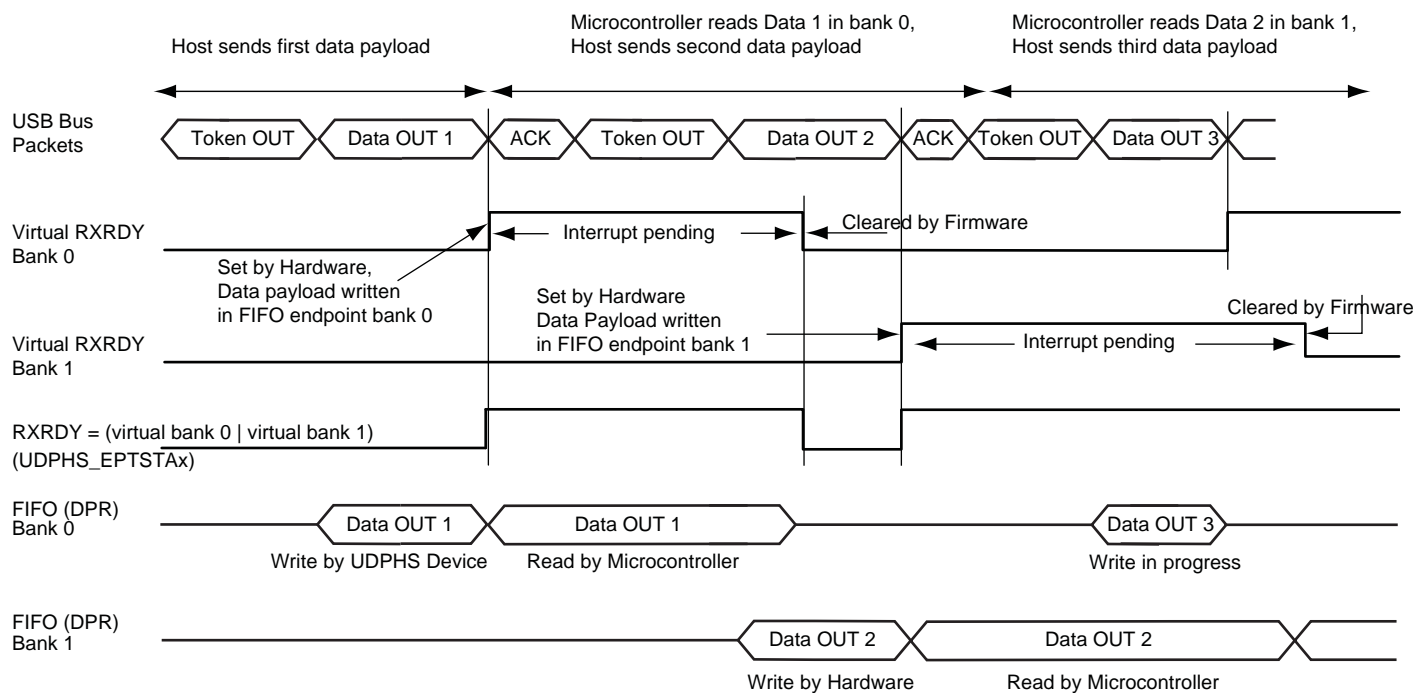 Host sends first data payload
Microcontroller reads Data 1 in bank 0,
Host sends second data payload
Microcontroller reads Data 2 in bank 1,
Host sends third data payload
USB Bus
Packets
Token OUT
Data OUT 1
ACK
Token OUT
Data OUT 2
ACK
Token OUT
Data OUT 3
Virtual RXRDY
Bank 0
Interrupt pending
Cleared by Firmware
Set by Hardware,
Data payload written
in FIFO endpoint bank 0
Set by Hardware
Data Payload written
in FIFO endpoint bank 1
Cleared by Firmware
Virtual RXRDY
Bank 1
Interrupt pending
RXRDY = (virtual bank 0 | virtual bank 1)
(UDPHS_EPTSTAx)
FIFO (DPR)
Bank 0
Data OUT 1
Data OUT 1
Data OUT 3
Write by UDPHS Device
Read by Microcontroller
Write in progress
FIFO (DPR)
Bank 1
Data OUT 2
Data OUT 2
Write by Hardware
Read by Microcontroller